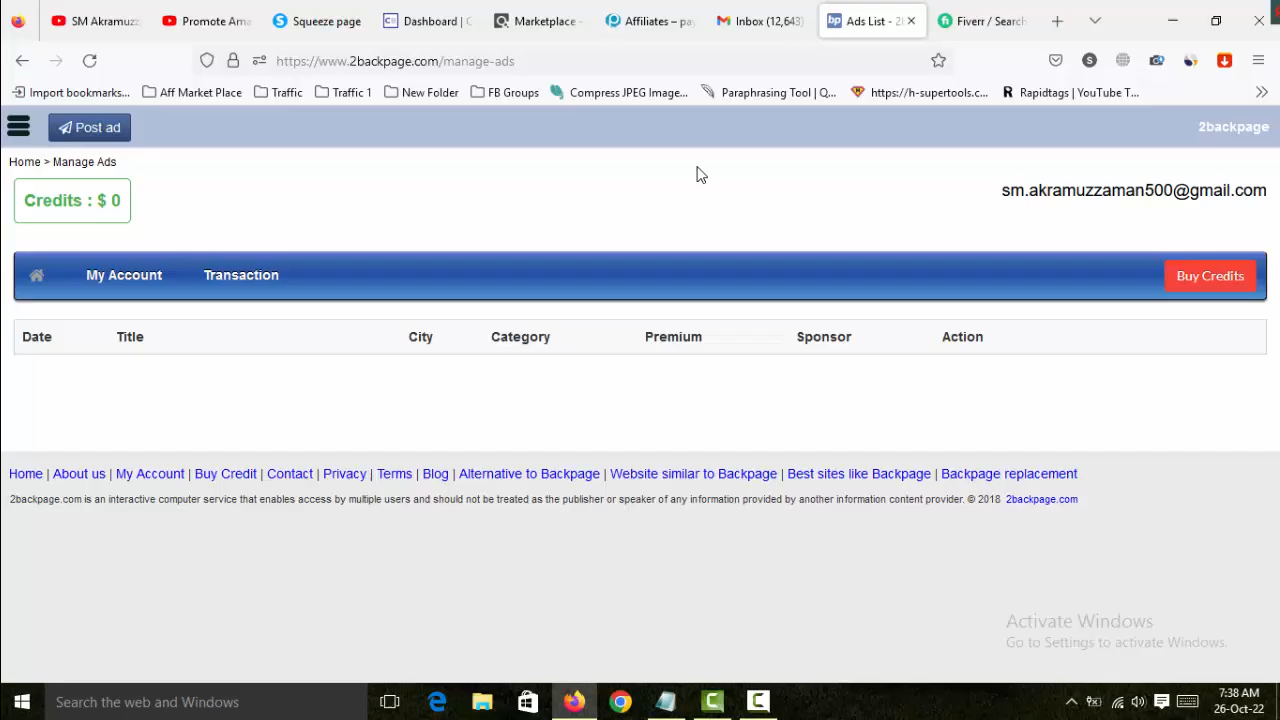 SM Akramuzz
Promote Ama
Squeeze page
Dashboard | C
Marketplace -
Affiliates – pay
Inbox (12,643)
Ads List - 2
Fiverr / Search
https://www.2backpage.com/manage-ads
Import bookmarks...
Aff Market Place
Traffic
Traffic 1
New Folder
FB Groups
Compress JPEG Image...
Paraphrasing Tool | Q...
https://h-supertools.c...
Rapidtags | YouTube T...
Post ad
2backpage
Home > Manage Ads
Credits : $ 0
sm.akramuzzaman500@gmail.com
My Account
Transaction
Buy Credits
Date Title City Category Premium Sponsor Action
Home | About us | My Account | Buy Credit | Contact | Privacy | Terms | Blog | Alternative to Backpage | Website similar to Backpage | Best sites like Backpage | Backpage replacement
2backpage.com is an interactive computer service that enables access by multiple users and should not be treated as the publisher or speaker of any information provided by another information content provider. © 2018 2backpage.com
Activate Windows
Go to Settings to activate Windows.
Search the web and Windows
7:38 AM
26-Oct-22